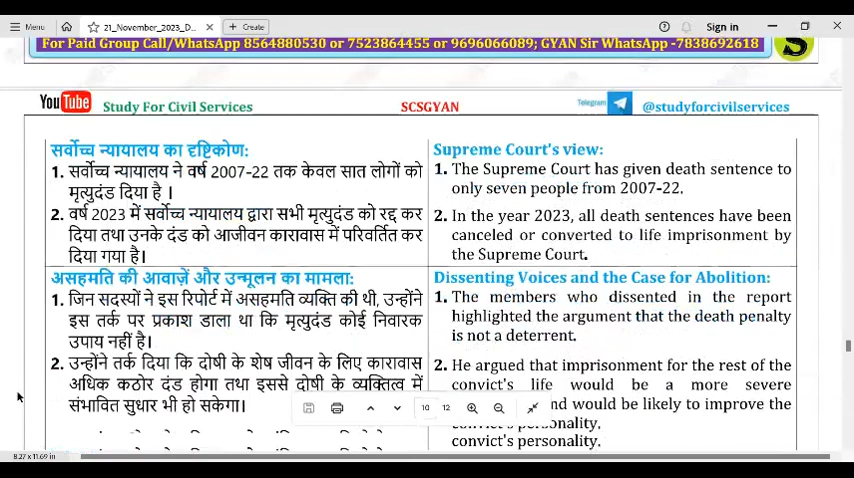 Menu
21_November_2023_D...
Create
Sign in
For Paid Group Call/WhatsApp 8564880530 or 7523864455 or 9696066089; GYAN Sir WhatsApp -7838692618
S
YouTube
Study For Civil Services
SCSGYAN
Telegram
@studyforcivilservices
सर्वोच्च न्यायालय का दृष्टिकोण:
1. सर्वोच्च न्यायालय ने वर्ष 2007-22 तक केवल सात लोगों को
मृत्युदंड दिया है ।
2. वर्ष 2023 में सर्वोच्च न्यायालय द्वारा सभी मृत्युदंड को रद्द कर
दिया तथा उनके दंड को आजीवन कारावास में परिवर्तित कर
दिया गया है।
Supreme Court's view:
1. The Supreme Court has given death sentence to
only seven people from 2007-22.
2. In the year 2023, all death sentences have been
canceled or converted to life imprisonment by
the Supreme Court.
असहमति की आवाज़ें और उन्मूलन का मामला:
1. जिन सदस्यों ने इस रिपोर्ट में असहमति व्यक्ति की थी, उन्होंने
इस तर्क पर प्रकाश डाला था कि मृत्युदंड कोई निवारक
उपाय नहीं है।
2. उन्होंने तर्क दिया कि दोषी के शेष जीवन के लिए कारावास
अधिक कठोर दंड होगा तथा इससे दोषी के व्यक्तित्व में
संभावित सुधार भी हो सकेगा।
Dissenting Voices and the Case for Abolition:
1. The members who dissented in the report
highlighted the argument that the death penalty
is not a deterrent.
2. He argued that imprisonment for the rest of the
convict's life would be a more severe
nd would be likely to improve the
convict's personality.
convict's personality.
10 12
8.27 x 11.69 in